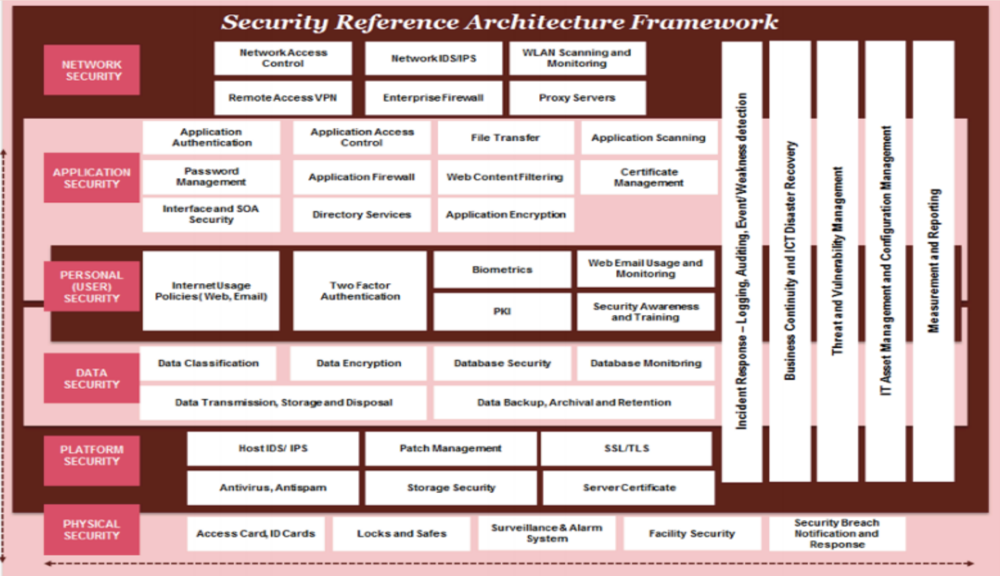 Security Reference Architecture Framework
NETWORK
SECURITY
Network Access
Control
Network IDS/IPS
WLAN Scanning and
Monitoring
Remote Access VPN
Enterprise Firewall
Proxy Servers
APPLICATION
SECURITY
Application
Authentication
Application Access
Control
File Transfer
Application Scanning
Password
Management
Application Firewall
Web Content Filtering
Certificate
Management
Interface and SOA
Security
Directory Services
Application Encryption
PERSONAL
(USER)
SECURITY
Internet Usage
Policies( Web, Email)
Two Factor
Authentication
Biometrics
Web Email Usage and
Monitoring
PKI
Security Awareness
and Training
DATA
SECURITY
Data Classification
Data Encryption
Database Security
Database Monitoring
Data Transmission, Storage and Disposal
Data Backup, Archival and Retention
PLATFORM
SECURITY
Host IDS/ IPS
Patch Management
SSL/TLS
Antivirus, Antispam
Storage Security
Server Certificate
PHYSICAL
SECURITY
Access Card, ID Cards
Locks and Safes
Surveillance & Alarm
System
Facility Security
Security Breach
Notification and
Response
Incident Response – Logging, Auditing, Event/Weakness detection
Business Continuity and ICT Disaster Recovery
Threat and Vulnerability Management
IT Asset Management and Configuration Management
Measurement and Reporting